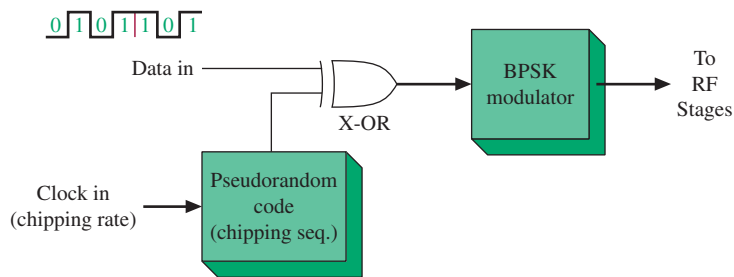 0 1 0 1 1 0 1
Data in
X-OR
BPSK
modulator
To
RF
Stages
Clock in
(chipping rate)
Pseudorandom
code
(chipping seq.)